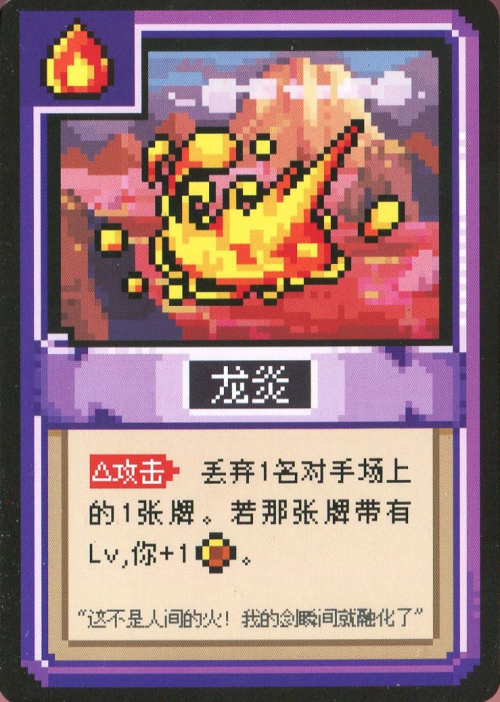 龙炎
△攻击 丢弃1名对手场上
的1张牌。若那张牌带有
Lv,你+1。
“这不是人间的火！我的剑瞬间就融化了”